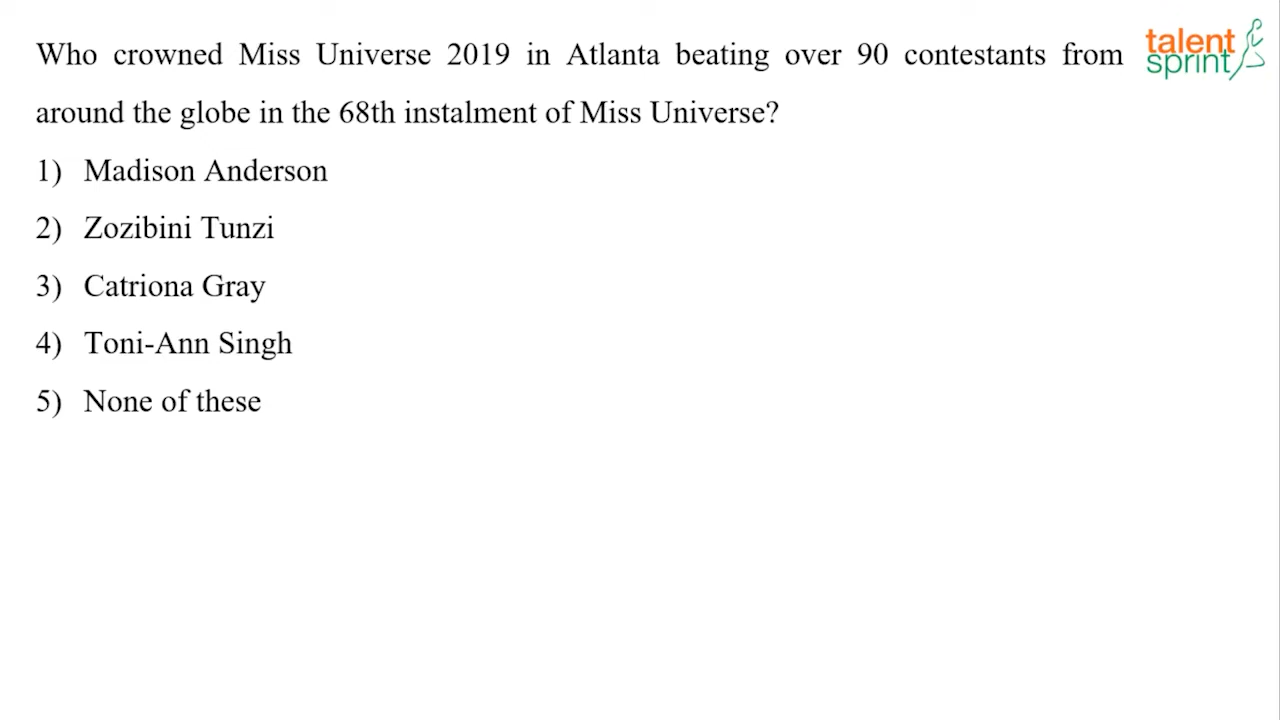 Who crowned Miss Universe 2019 in Atlanta beating over 90 contestants from
around the globe in the 68th instalment of Miss Universe?
1) Madison Anderson
2) Zozibini Tunzi
3) Catriona Gray
4) Toni-Ann Singh
5) None of these
talent
sprint